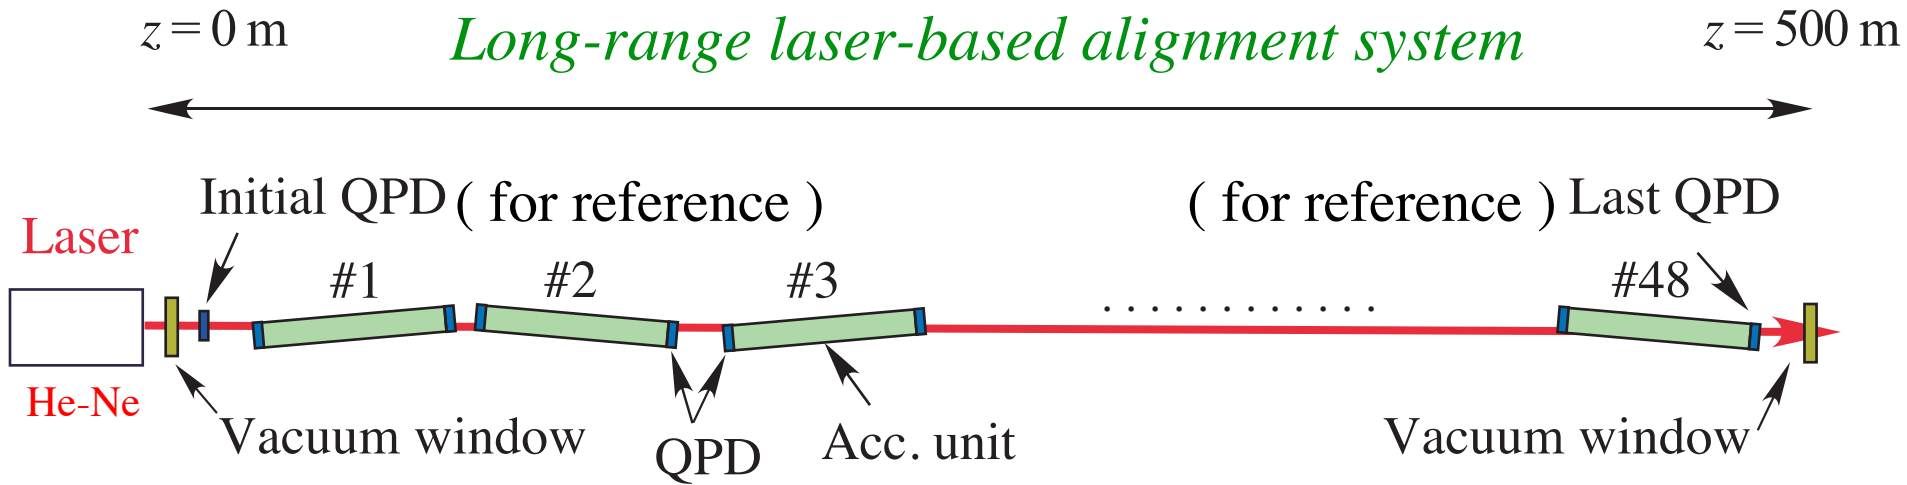 z = 0 m
Long-range laser-based alignment system
z = 500 m
Initial QPD ( for reference )
( for reference ) Last QPD
Laser
#1
#2
#3
............
#48
He-Ne
Vacuum window
QPD
Acc. unit
Vacuum window